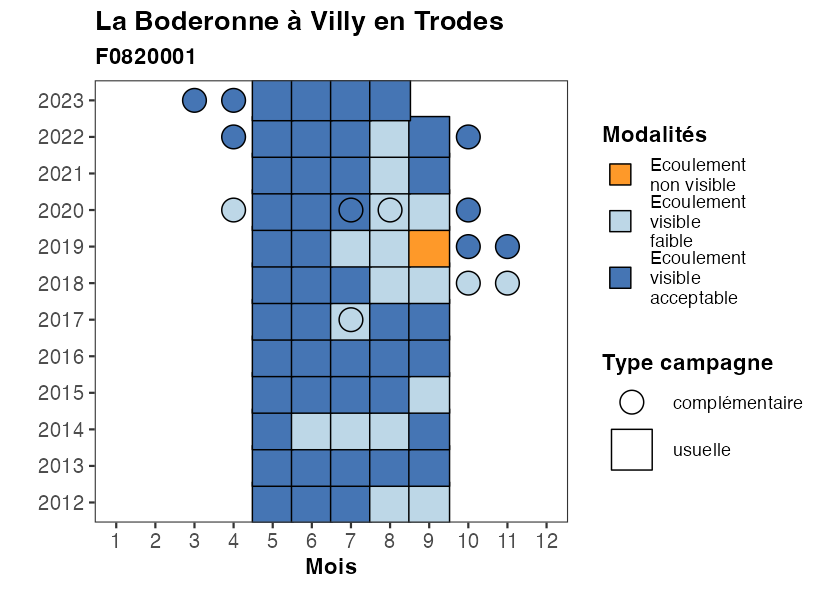 La Boderonne à Villy en Trodes
F0820001
2023
2022
2021
2020
2019
2018
2017
2016
2015
2014
2013
2012
1 2 3 4 5 6 7 8 9 10 11 12
Mois
Modalités
Ecoulement
non visible
Ecoulement
visible
faible
Ecoulement
visible
acceptable
Type campagne
complémentaire
usuelle